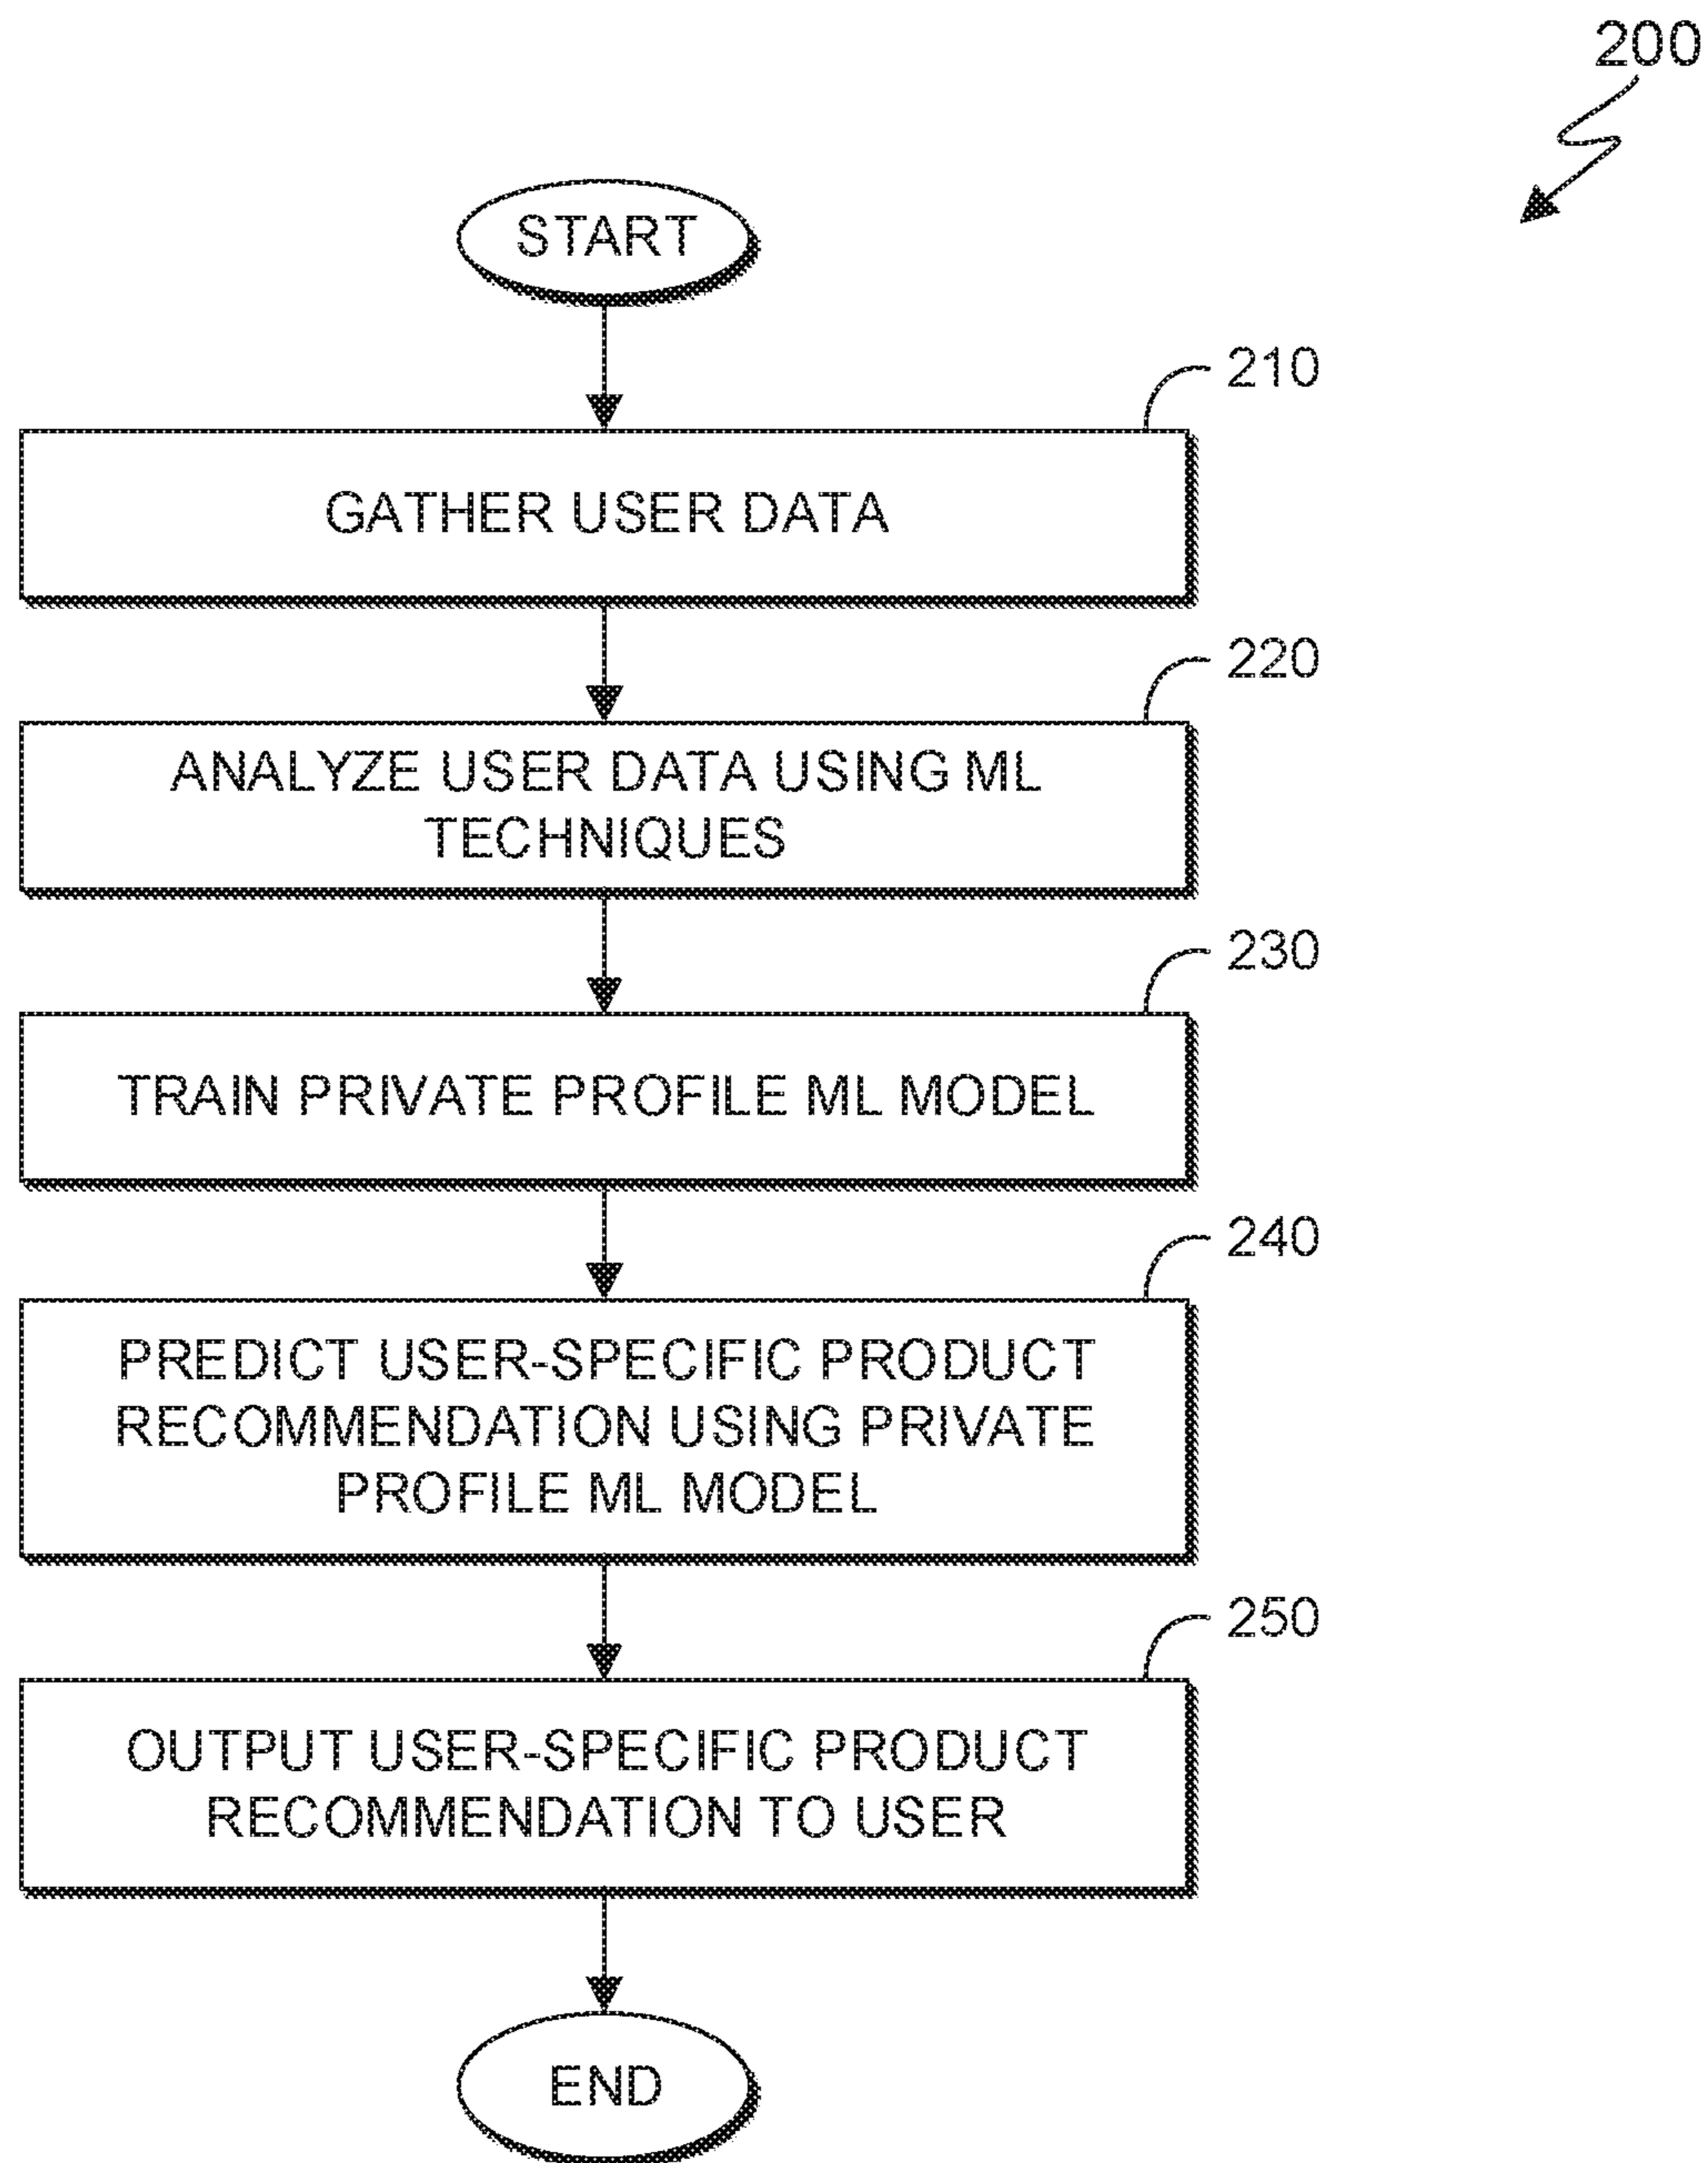 200
START
210
GATHER USER DATA
220
ANALYZE USER DATA USING ML
TECHNIQUES
230
TRAIN PRIVATE PROFILE ML MODEL
240
PREDICT USER-SPECIFIC PRODUCT
RECOMMENDATION USING PRIVATE
PROFILE ML MODEL
250
OUTPUT USER-SPECIFIC PRODUCT
RECOMMENDATION TO USER
END